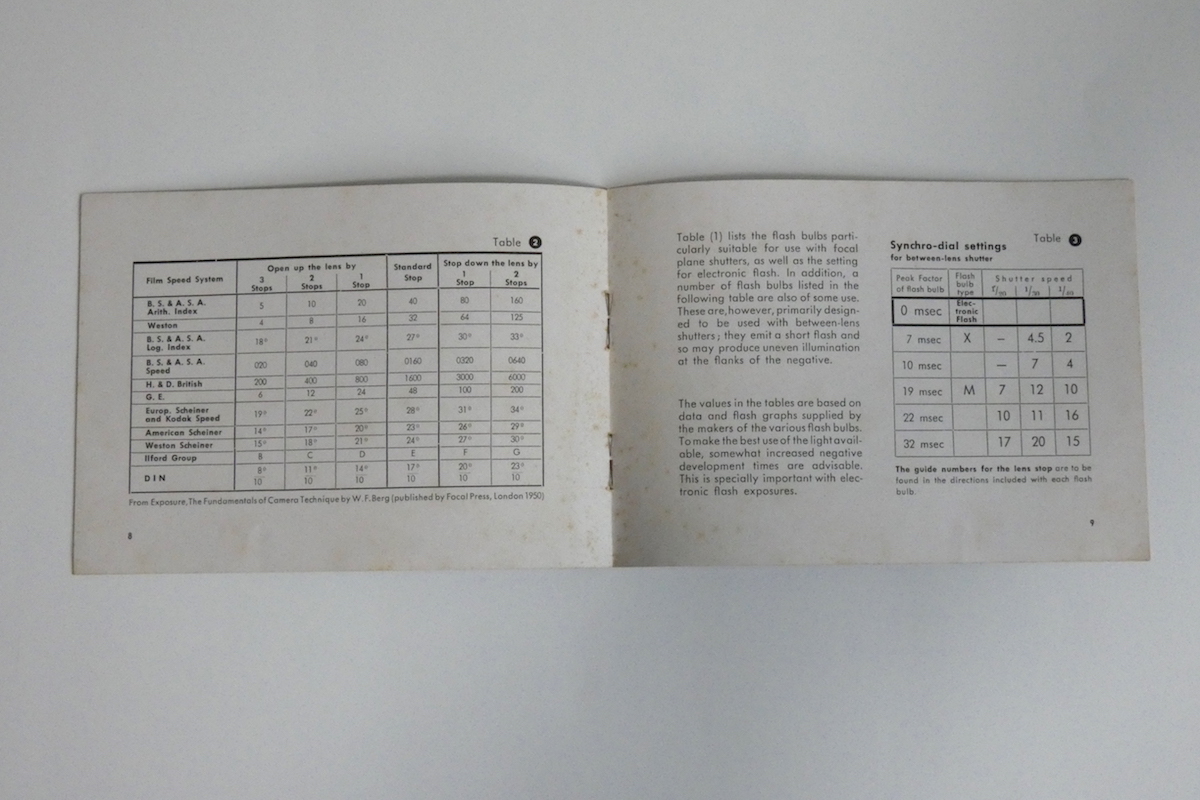 Table 2
Film Speed System Open up the lens by Standard Stop Stop down the lens by
3 Stops 2 Stops 1 Stop 1 Stop 2 Stops
B. S. & A. S. A. Arith. Index 5 10 20 40 80 160
Weston 4 8 16 32 64 125
B. S. & A. S. A. Log. Index 18° 21° 24° 27° 30° 33°
B. S. & A. S. A. Speed 020 040 080 0160 0320 0640
H. & D. British 200 400 800 1600 3000 6000
G. E. 6 12 24 48 100 200
Europ. Scheiner and Kodak Speed 19° 22° 25° 28° 31° 34°
American Scheiner 14° 17° 20° 23° 26° 29°
Weston Scheiner 15° 18° 21° 24° 27° 30°
Ilford Group B C D E F G
DIN 8° 11° 14° 17° 20° 23°
10 10 10 10 10 10
From Exposure, The Fundamentals of Camera Technique by W. F. Berg (published by Focal Press, London 1950)
8
Table (1) lists the flash bulbs parti-
cularly suitable for use with focal
plane shutters, as well as the setting
for electronic flash. In addition, a
number of flash bulbs listed in the
following table are also of some use.
These are, however, primarily design-
ed to be used with between-lens
shutters; they emit a short flash and
so may produce uneven illumination
at the flanks of the negative.
The values in the tables are based on
data and flash graphs supplied by
the makers of the various flash bulbs.
To make the best use of the light avail-
able, somewhat increased negative
development times are advisable.
This is specially important with elec-
tronic flash exposures.
Table 3
Synchro-dial settings
for between-lens shutter
Peak Factor of flash bulb Flash bulb type Shutter speed
0 msec Elec-tronic Flash
7 msec X — 4.5 2
10 msec — 7 4
19 msec M 7 12 10
22 msec 10 11 16
32 msec 17 20 15
The guide numbers for the lens stop are to be
found in the directions included with each flash
bulb.
9